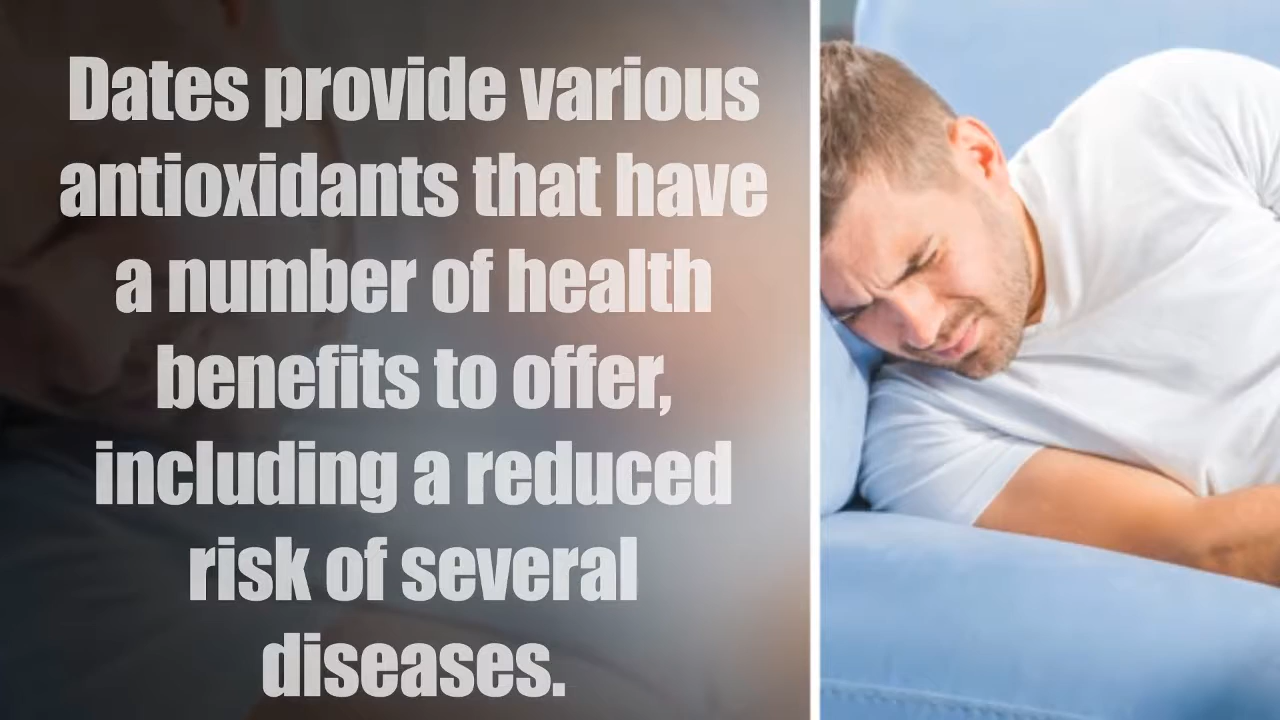 Dates provide various
antioxidants that have
a number of health
benefits to offer,
including a reduced
risk of several
diseases.